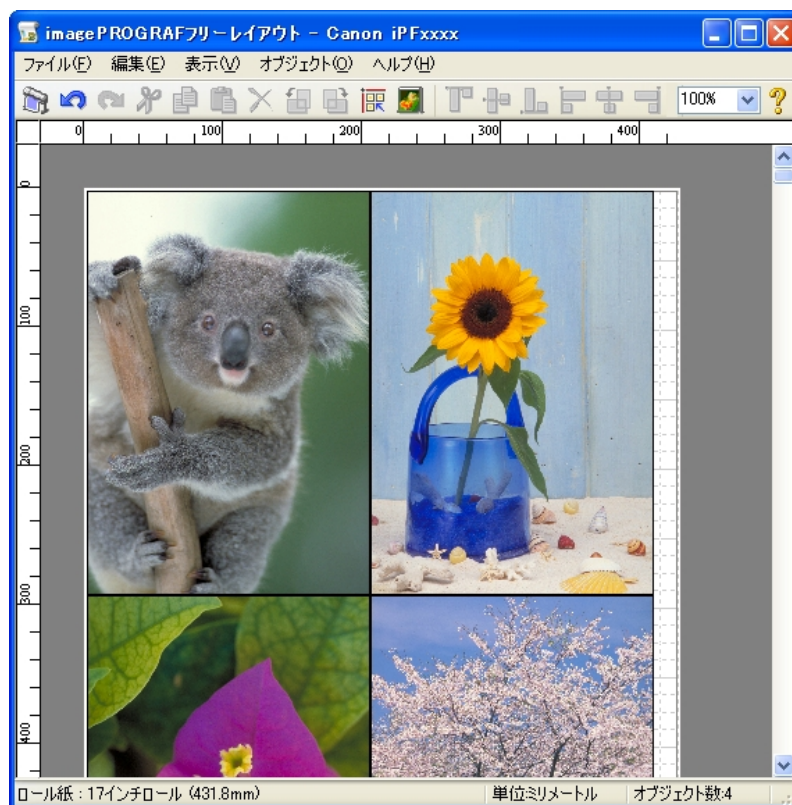 imagePROGRAFフリーレイアウト - Canon iPFxxxx
ファイル(F) 編集(E) 表示(V) オブジェクト(O) ヘルプ(H)
100%
0 100 200 300 400
0
100
200
300
400
ロール紙:17インチロール (431.8mm) 単位:ミリメートル オブジェクト数:4